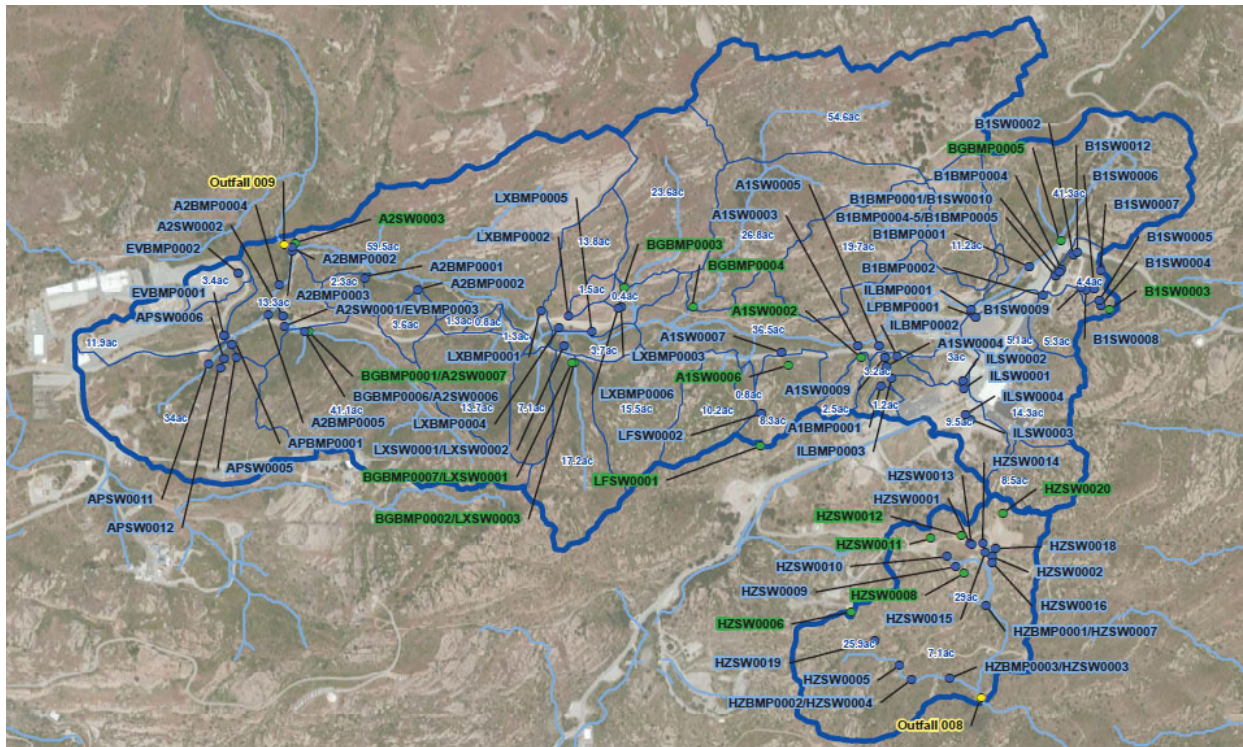 B1SW0002
BGBMP0005
B1SW0012
B1BMP0004
B1SW0006
54.6ac
41.3ac
Outfall 009
LXBMP0005
23.6ac
A1SW0005
B1BMP0001/B1SW0010
B1SW0007
A2BMP0004
A2SW0003
A1SW0003
B1BMP0004-5/B1BMP0005
A2SW0002
LXBMP0002
13.8ac
BGBMP0003
26.8ac
19.7ac
B1BMP0001
11.2ac
B1SW0005
EVBMP0002
59.5ac
A2BMP0002
BGBMP0004
B1BMP0002
B1SW0004
3.4ac
2.3ac
A2BMP0001
1.5ac
ILBMP0001
4.4ac
EVBMP0001
A2BMP0003
A2BMP0002
0.4ac
A1SW0002
LPBMP0001
B1SW0009
B1SW0003
13.3ac
A2SW0001/EVBMP0003
APSW0006
3.6ac
1.3ac
0.8ac
1.3ac
36.5ac
ILBMP0002
11.9ac
3.7ac
A1SW0007
A1SW0004
5.1ac
5.3ac
B1SW0008
LXBMP0001
LXBMP0003
3ac
ILSW0002
BGBMP0001/A2SW0007
A1SW0006
A1SW0009
3.2ac
ILSW0001
BGBMP0006/A2SW0006
LXBMP0006
0.8ac
ILSW0004
34ac
41.1ac
13.7ac
7.1ac
15.5ac
10.2ac
2.5ac
1.2ac
14.3ac
A2BMP0005
LXBMP0004
8.3ac
A1BMP0001
9.5ac
APBMP0001
LXSW0001/LXSW0002
LFSW0002
ILBMP0003
ILSW0003
APSW0005
17.2ac
HZSW0014
BGBMP0007/LXSW0001
LFSW0001
HZSW0013
8.5ac
APSW0011
HZSW0001
HZSW0020
BGBMP0002/LXSW0003
HZSW0012
APSW0012
HZSW0011
HZSW0018
HZSW0010
HZSW0002
HZSW0009
HZSW0008
29ac
HZSW0016
HZSW0006
HZSW0015
HZBMP0001/HZSW0007
25.9ac
7.1ac
HZSW0019
HZBMP0003/HZSW0003
HZSW0005
HZBMP0002/HZSW0004
Outfall 008